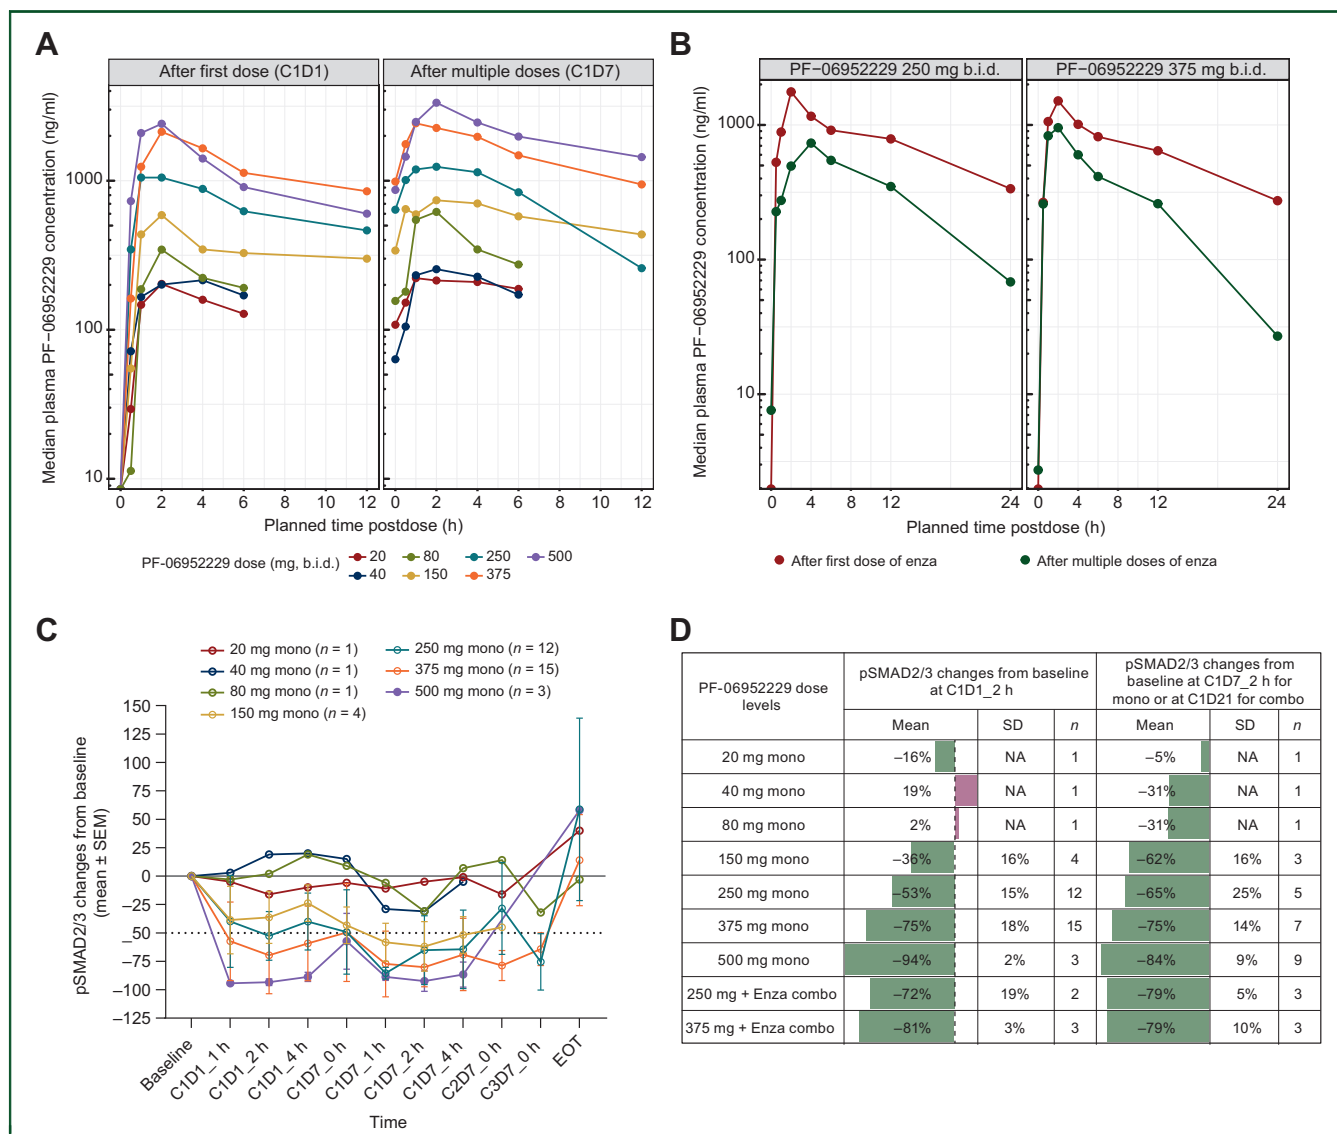 A
After first dose (C1D1)
After multiple doses (C1D7)
Median plasma PF−06952229 concentration (ng/ml)
1000
100
10
0 2 4 6 8 10 12 0 2 4 6 8 10 12
Planned time postdose (h)
PF-06952229 dose (mg, b.i.d.)
20 80 250 500
40 150 375
B
PF−06952229 250 mg b.i.d.
PF−06952229 375 mg b.i.d.
Median plasma PF−06952229 concentration (ng/ml)
1000
100
10
0 4 8 12 24 0 4 8 12 24
Planned time postdose (h)
After first dose of enza
After multiple doses of enza
C
20 mg mono (n = 1)
250 mg mono (n = 12)
40 mg mono (n = 1)
375 mg mono (n = 15)
80 mg mono (n = 1)
500 mg mono (n = 3)
150 mg mono (n = 4)
pSMAD2/3 changes from baseline
(mean ± SEM)
150
125
100
75
50
25
0
−25
−50
−75
−100
−125
Baseline
C1D1_1 h
C1D1_2 h
C1D1_4 h
C1D7_0 h
C1D7_1 h
C1D7_2 h
C1D7_4 h
C2D7_0 h
C3D7_0 h
EOT
Time
D
PF-06952229 dose
levels
pSMAD2/3 changes from baseline
at C1D1_2 h
pSMAD2/3 changes from
baseline at C1D7_2 h for
mono or at C1D21 for combo
Mean SD n Mean SD n
20 mg mono −16% NA 1 −5% NA 1
40 mg mono 19% NA 1 −31% NA 1
80 mg mono 2% NA 1 −31% NA 1
150 mg mono −36% 16% 4 −62% 16% 3
250 mg mono −53% 15% 12 −65% 25% 5
375 mg mono −75% 18% 15 −75% 14% 7
500 mg mono −94% 2% 3 −84% 9% 9
250 mg + Enza combo −72% 19% 2 −79% 5% 3
375 mg + Enza combo −81% 3% 3 −79% 10% 3